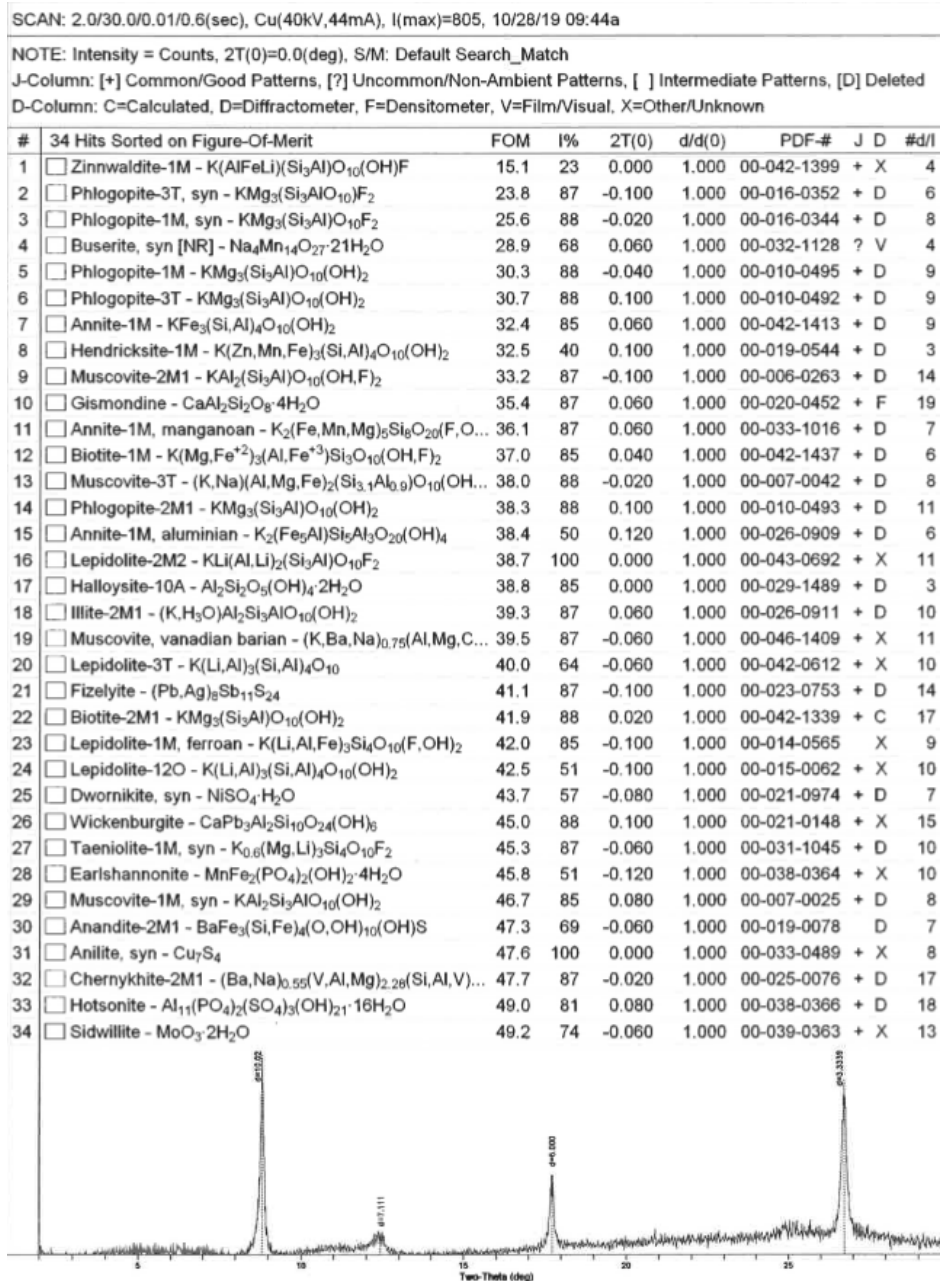 SCAN: 2.0/30.0/0.01/0.6(sec), Cu(40kV,44mA), I(max)=805, 10/28/19 09:44a
NOTE: Intensity = Counts, 2T(0)=0.0(deg), S/M: Default Search_Match
J-Column: [+] Common/Good Patterns, [?] Uncommon/Non-Ambient Patterns, [ ] Intermediate Patterns, [D] Deleted
D-Column: C=Calculated, D=Diffractometer, F=Densitometer, V=Film/Visual, X=Other/Unknown
# 34 Hits Sorted on Figure-Of-Merit FOM I% 2T(0) d/d(0) PDF-# J D #d/I
1 Zinnwaldite-1M - K(AlFeLi)(Si₃Al)O₁₀(OH)F 15.1 23 0.000 1.000 00-042-1399 + X 4
2 Phlogopite-3T, syn - KMg₃(Si₃AlO₁₀)F₂ 23.8 87 -0.100 1.000 00-016-0352 + D 6
3 Phlogopite-1M, syn - KMg₃(Si₃Al)O₁₀F₂ 25.6 88 -0.020 1.000 00-016-0344 + D 8
4 Buserite, syn [NR] - Na₄Mn₁₄O₂₇·21H₂O 28.9 68 0.060 1.000 00-032-1128 ? V 4
5 Phlogopite-1M - KMg₃(Si₃Al)O₁₀(OH)₂ 30.3 88 -0.040 1.000 00-010-0495 + D 9
6 Phlogopite-3T - KMg₃(Si₃Al)O₁₀(OH)₂ 30.7 88 0.100 1.000 00-010-0492 + D 9
7 Annite-1M - KFe₃(Si,Al)₄O₁₀(OH)₂ 32.4 85 0.060 1.000 00-042-1413 + D 9
8 Hendricksite-1M - K(Zn,Mn,Fe)₃(Si,Al)₄O₁₀(OH)₂ 32.5 40 0.100 1.000 00-019-0544 + D 3
9 Muscovite-2M1 - KAl₂(Si₃Al)O₁₀(OH,F)₂ 33.2 87 -0.100 1.000 00-006-0263 + D 14
10 Gismondine - CaAl₂Si₂O₈·4H₂O 35.4 87 0.060 1.000 00-020-0452 + F 19
11 Annite-1M, manganoan - K₂(Fe,Mn,Mg)₅Si₈O₂₀(F,O... 36.1 87 0.060 1.000 00-033-1016 + D 7
12 Biotite-1M - K(Mg,Fe⁺²)₃(Al,Fe⁺³)Si₃O₁₀(OH,F)₂ 37.0 85 0.040 1.000 00-042-1437 + D 6
13 Muscovite-3T - (K,Na)(Al,Mg,Fe)₂(Si₃.₁Al₀.₉)O₁₀(OH... 38.0 88 -0.020 1.000 00-007-0042 + D 8
14 Phlogopite-2M1 - KMg₃(Si₃Al)O₁₀(OH)₂ 38.3 88 0.100 1.000 00-010-0493 + D 11
15 Annite-1M, aluminian - K₂(Fe₅Al)Si₅Al₃O₂₀(OH)₄ 38.4 50 0.120 1.000 00-026-0909 + D 6
16 Lepidolite-2M2 - KLi(Al,Li)₂(Si₃Al)O₁₀F₂ 38.7 100 0.000 1.000 00-043-0692 + X 11
17 Halloysite-10A - Al₂Si₂O₅(OH)₄·2H₂O 38.8 85 0.000 1.000 00-029-1489 + D 3
18 Illite-2M1 - (K,H₃O)Al₂Si₃AlO₁₀(OH)₂ 39.3 87 0.060 1.000 00-026-0911 + D 10
19 Muscovite, vanadian barian - (K,Ba,Na)₀.₇₅(Al,Mg,C... 39.5 87 -0.060 1.000 00-046-1409 + X 11
20 Lepidolite-3T - K(Li,Al)₃(Si,Al)₄O₁₀ 40.0 64 -0.060 1.000 00-042-0612 + X 10
21 Fizelyite - (Pb,Ag)₈Sb₁₁S₂₄ 41.1 87 -0.100 1.000 00-023-0753 + D 14
22 Biotite-2M1 - KMg₃(Si₃Al)O₁₀(OH)₂ 41.9 88 0.020 1.000 00-042-1339 + C 17
23 Lepidolite-1M, ferroan - K(Li,Al,Fe)₃Si₄O₁₀(F,OH)₂ 42.0 85 -0.100 1.000 00-014-0565 X 9
24 Lepidolite-12O - K(Li,Al)₃(Si,Al)₄O₁₀(OH)₂ 42.5 51 -0.100 1.000 00-015-0062 + X 10
25 Dwornikite, syn - NiSO₄·H₂O 43.7 57 -0.080 1.000 00-021-0974 + D 7
26 Wickenburgite - CaPb₃Al₂Si₁₀O₂₄(OH)₆ 45.0 88 0.100 1.000 00-021-0148 + X 15
27 Taeniolite-1M, syn - K₀.₆(Mg,Li)₃Si₄O₁₀F₂ 45.3 87 -0.060 1.000 00-031-1045 + D 10
28 Earlshannonite - MnFe₂(PO₄)₂(OH)₂·4H₂O 45.8 51 -0.120 1.000 00-038-0364 + X 10
29 Muscovite-1M, syn - KAl₂Si₃AlO₁₀(OH)₂ 46.7 85 0.080 1.000 00-007-0025 + D 8
30 Anandite-2M1 - BaFe₃(Si,Fe)₄(O,OH)₁₀(OH)S 47.3 69 -0.060 1.000 00-019-0078 D 7
31 Anilite, syn - Cu₇S₄ 47.6 100 0.000 1.000 00-033-0489 + X 8
32 Chernykhite-2M1 - (Ba,Na)₀.₅₅(V,Al,Mg)₂.₂₈(Si,Al,V)... 47.7 87 -0.020 1.000 00-025-0076 + D 17
33 Hotsonite - Al₁₁(PO₄)₂(SO₄)₃(OH)₂₁·16H₂O 49.0 81 0.080 1.000 00-038-0366 + D 18
34 Sidwillite - MoO₃·2H₂O 49.2 74 -0.060 1.000 00-039-0363 + X 13
d=10.02
d=7.111
d=5.000
d=3.3339
5 10 15 20 25
Two-Theta (deg)